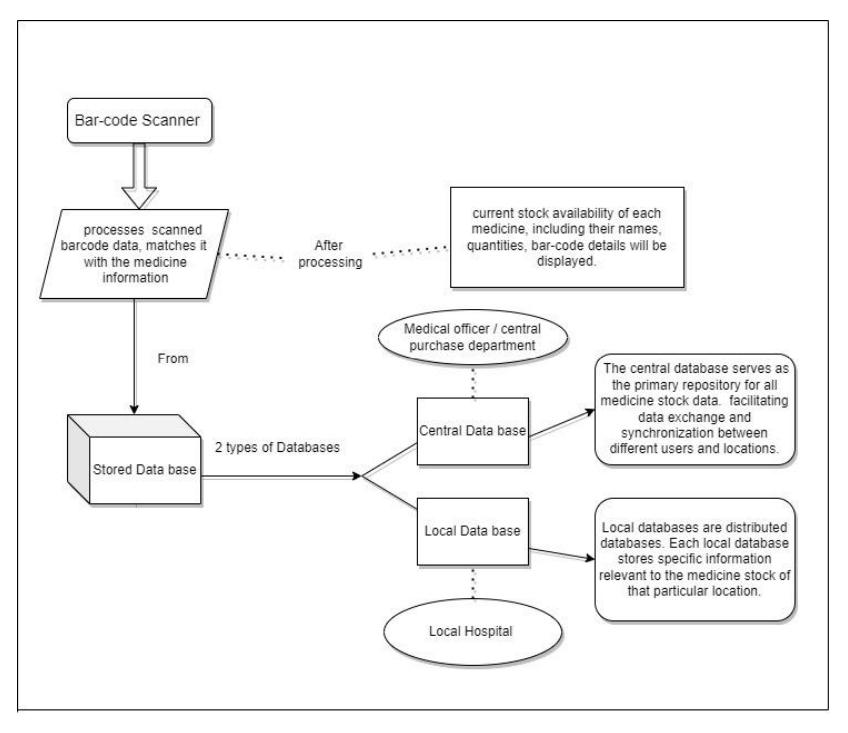 Bar-code Scanner
processes scanned
barcode data, matches it
with the medicine
information
After
processing
current stock availability of each
medicine, including their names,
quantities, bar-code details will be
displayed.
From
Medical officer / central
purchase department
Stored Data base
2 types of Databases
Central Data base
The central database serves as
the primary repository for all
medicine stock data. facilitating
data exchange and
synchronization between
different users and locations.
Local Data base
Local databases are distributed
databases. Each local database
stores specific information
relevant to the medicine stock of
that particular location.
Local Hospital